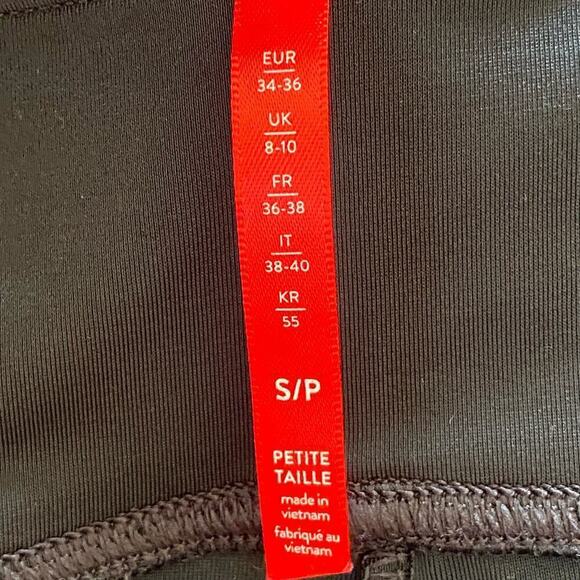 EUR
34-36
UK
8-10
FR
36-38
IT
38-40
KR
55
S/P
PETITE
TAILLE
made in
vietnam
fabriqué au
vietnam